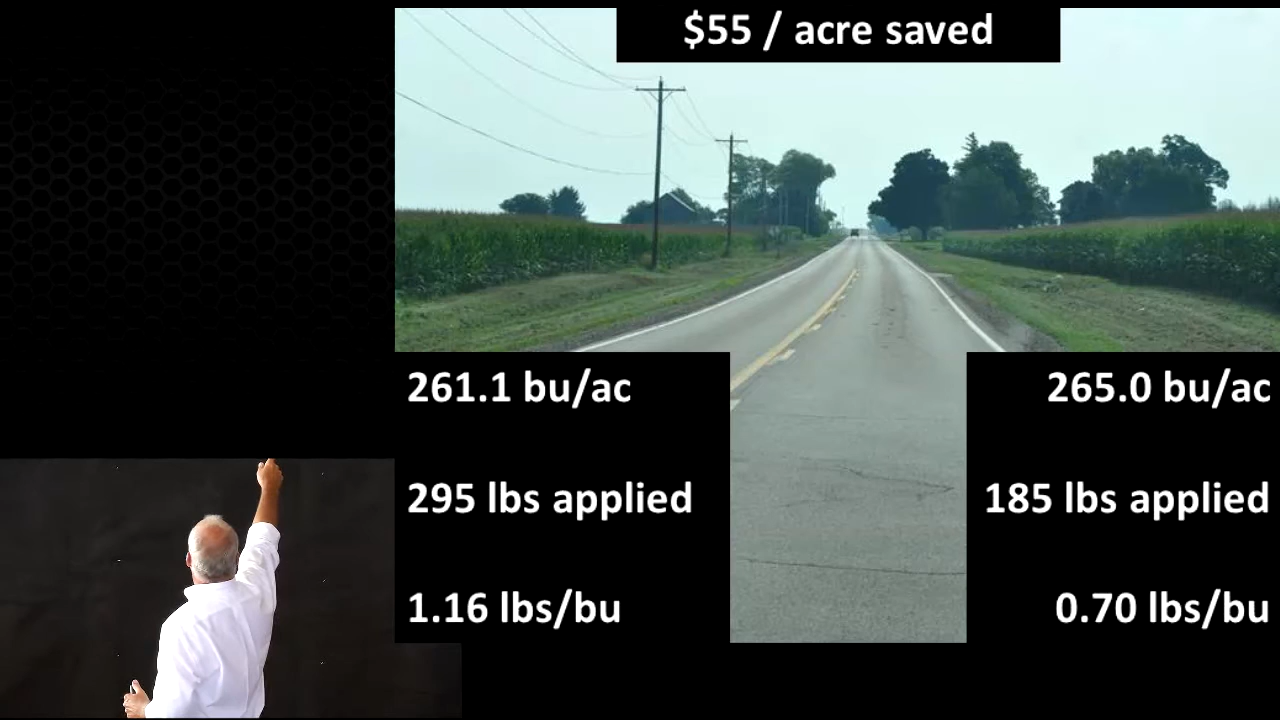 $55 / acre saved
261.1 bu/ac
265.0 bu/ac
295 lbs applied
185 lbs applied
1.16 lbs/bu
0.70 lbs/bu